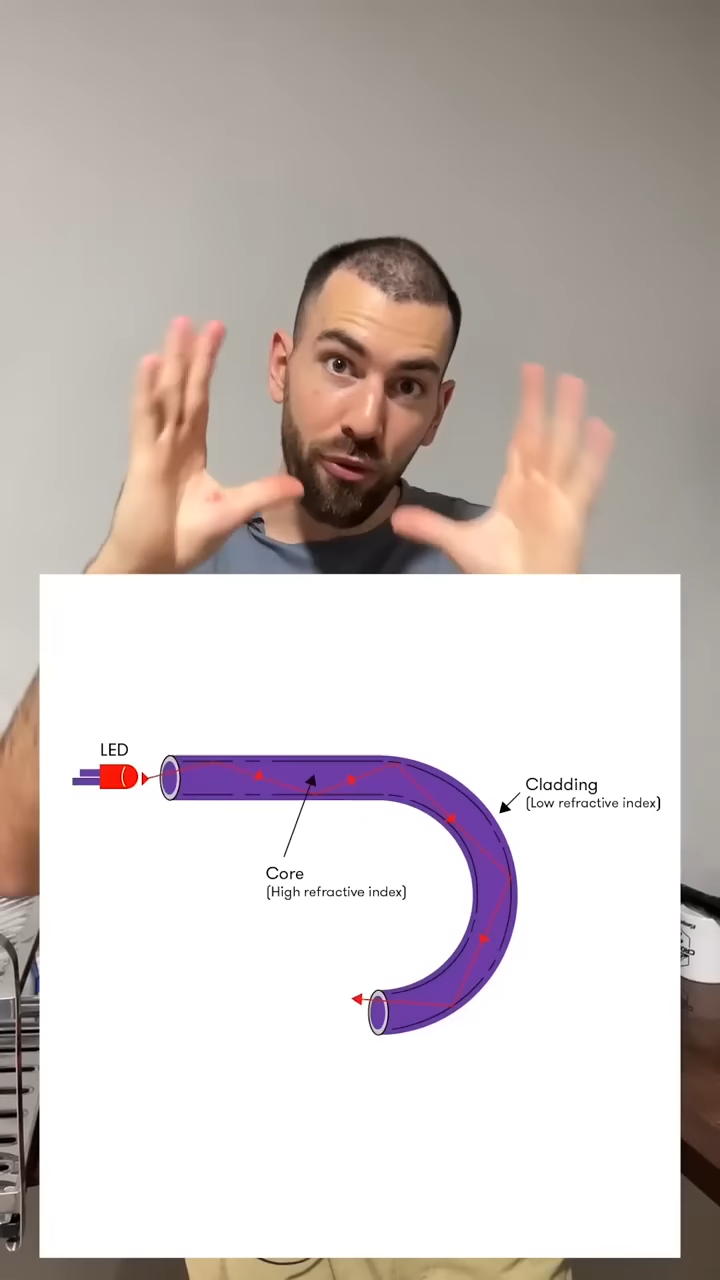 LED
Cladding
(Low refractive index)
Core
(High refractive index)